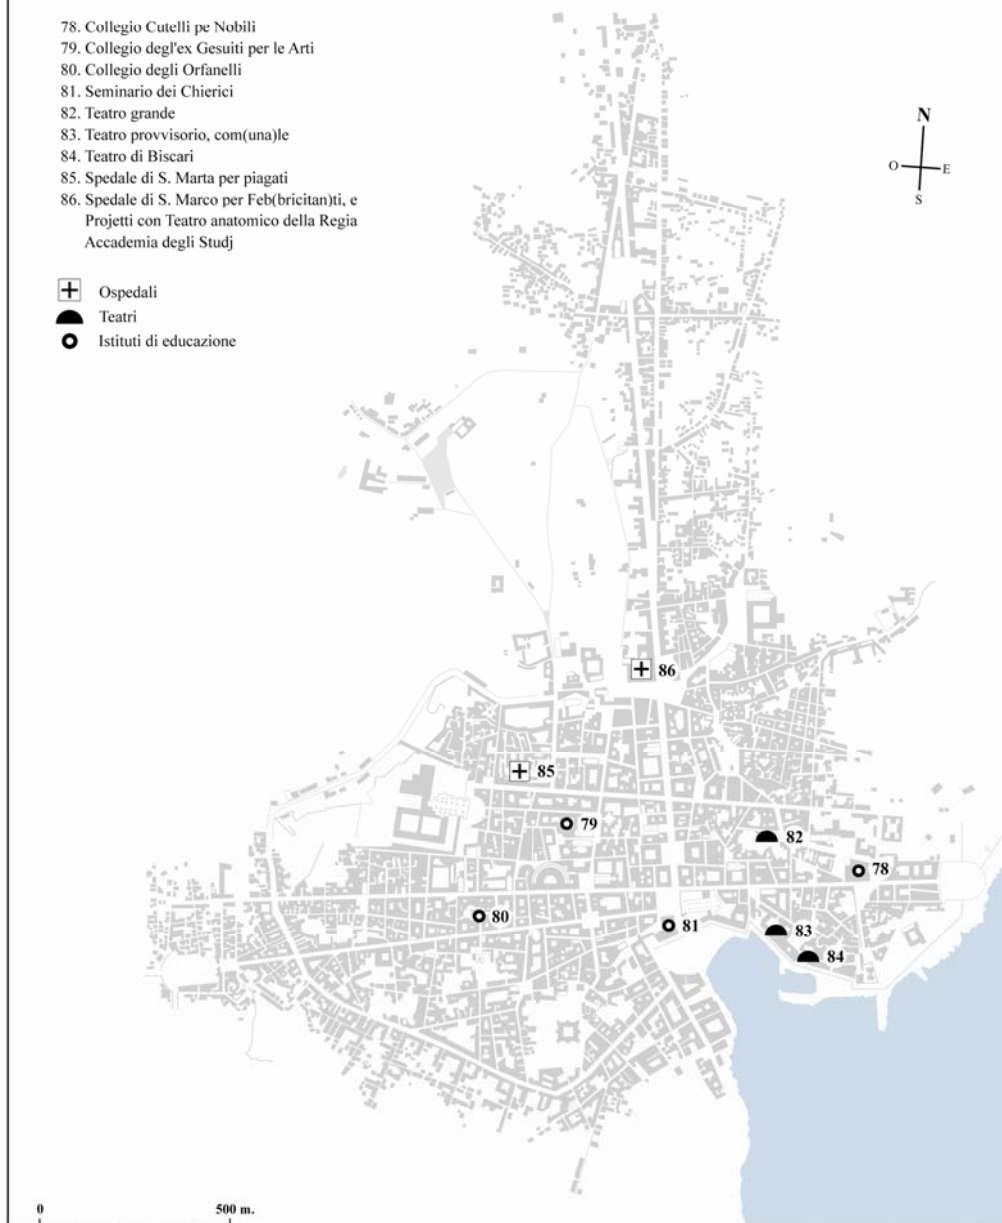 78. Collegio Cutelli pe Nobili
79. Collegio degl'ex Gesuiti per le Arti
80. Collegio degli Orfanelli
81. Seminario dei Chierici
82. Teatro grande
83. Teatro provvisorio, com(una)le
84. Teatro di Biscari
85. Spedale di S. Marta per piagati
86. Spedale di S. Marco per Feb(bricitan)ti, e
Projetti con Teatro anatomico della Regia
Accademia degli Studj
Ospedali
Teatri
Istituti di educazione
N
O E
S
86
85
79
82
78
80
81
83
84
0 500 m.